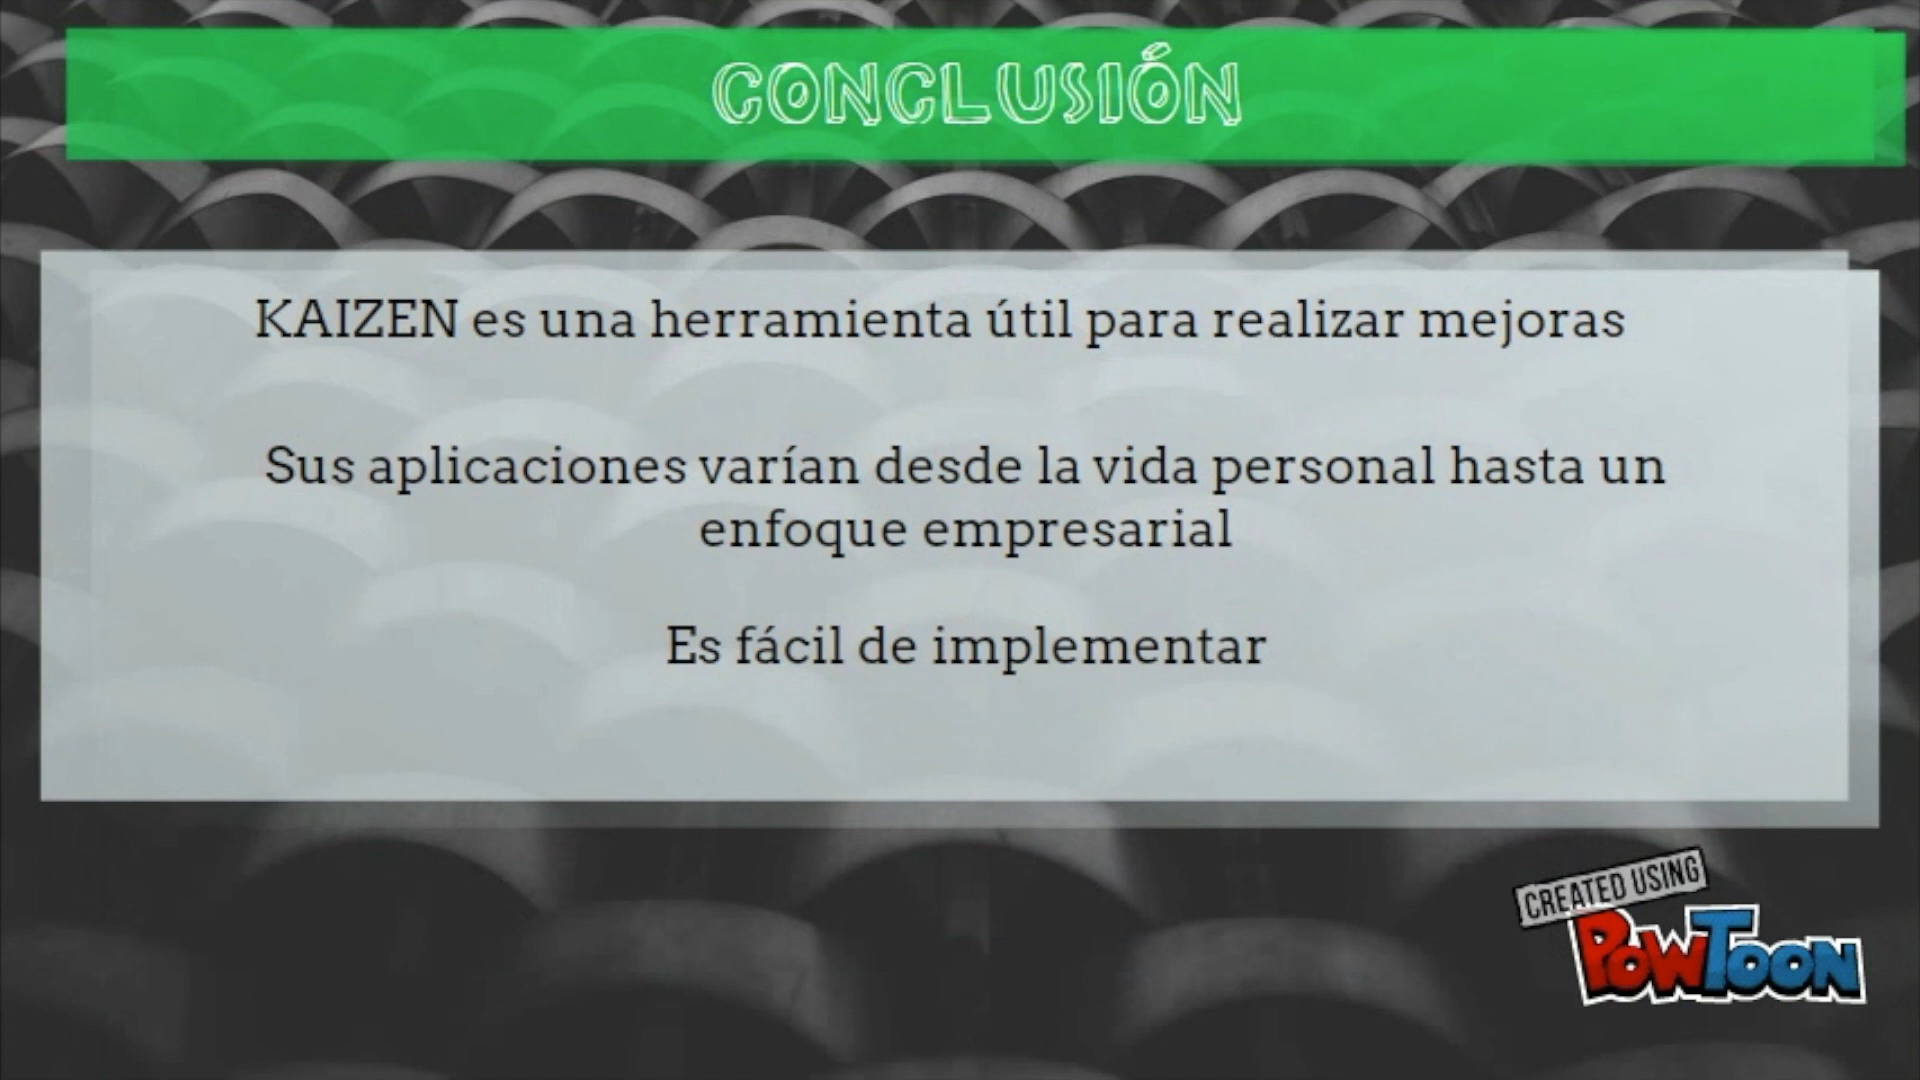 CONCLUSIÓN
KAIZEN es una herramienta útil para realizar mejoras
Sus aplicaciones varían desde la vida personal hasta un
enfoque empresarial
Es fácil de implementar
CREATED USING
POWTOON